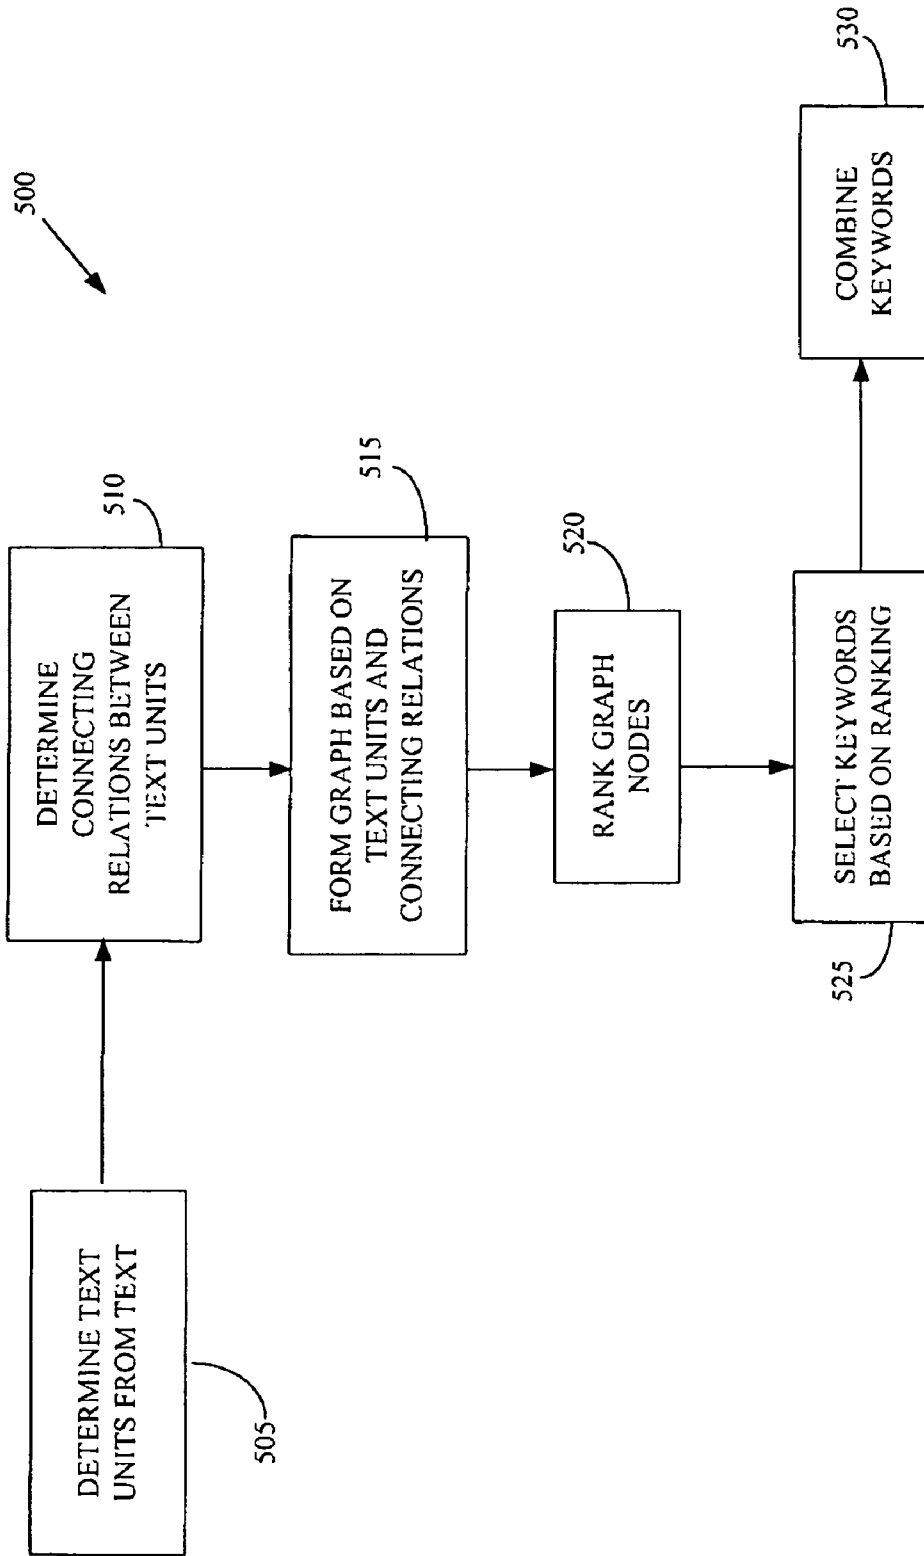 500
DETERMINE TEXT
UNITS FROM TEXT
505
DETERMINE
CONNECTING
RELATIONS BETWEEN
TEXT UNITS
510
FORM GRAPH BASED ON
TEXT UNITS AND
CONNECTING RELATIONS
515
RANK GRAPH
NODES
520
SELECT KEYWORDS
BASED ON RANKING
525
COMBINE
KEYWORDS
530